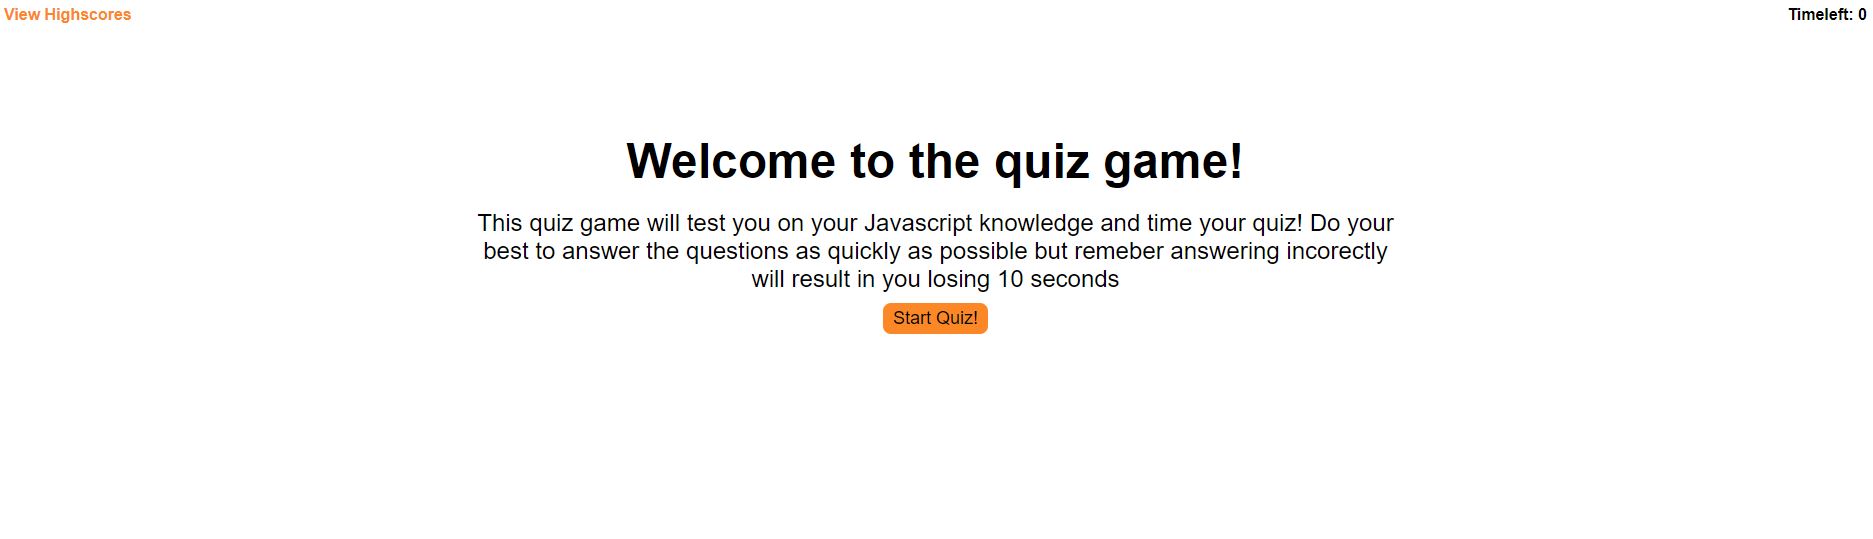 View Highscores
Timeleft: 0
Welcome to the quiz game!
This quiz game will test you on your Javascript knowledge and time your quiz! Do your
best to answer the questions as quickly as possible but remeber answering incorectly
will result in you losing 10 seconds
Start Quiz!